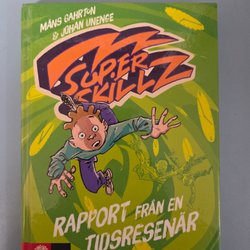 MÅNS GAHRTON
& JOHAN UNENGE
SUPER
SKILLZ
RAPPORT FRÅN EN
TIDSRESENÄR